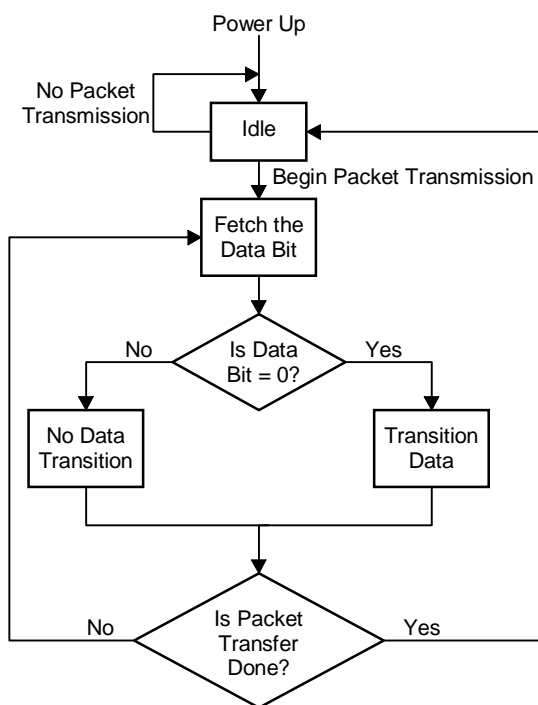 Power Up
No Packet
Transmission
Idle
Begin Packet Transmission
Fetch the
Data Bit
No
Is Data
Bit = 0?
Yes
No Data
Transition
Transition
Data
No
Is Packet
Transfer
Done?
Yes